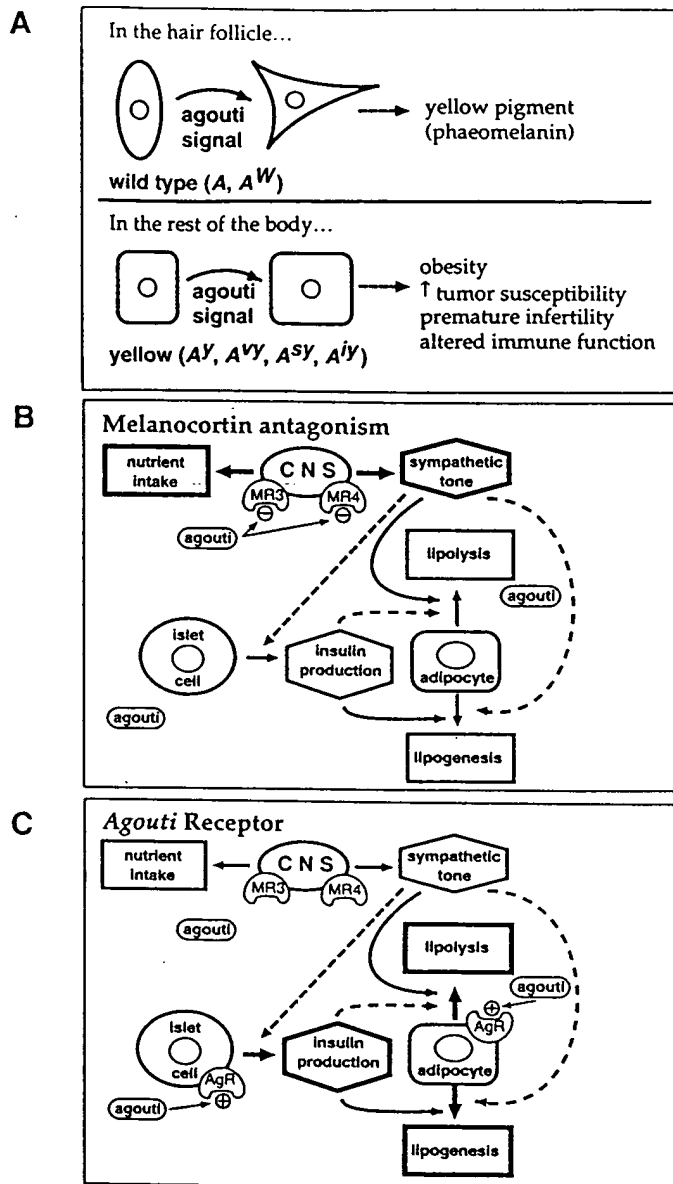 A
In the hair follicle...
agouti
signal
yellow pigment
(phaeomelanin)
wild type (A, A^W)
In the rest of the body...
agouti
signal
obesity
↑ tumor susceptibility
premature infertility
altered immune function
yellow (A^y, A^vy, A^sy, A^iy)
B
Melanocortin antagonism
nutrient
intake
C N S
sympathetic
tone
MR3
MR4
⊖
⊖
agouti
lipolysis
agouti
islet
cell
insulin
production
adipocyte
agouti
lipogenesis
C
Agouti Receptor
nutrient
intake
C N S
sympathetic
tone
MR3
MR4
agouti
lipolysis
agouti
⊕
AgR
islet
cell
insulin
production
adipocyte
AgR
agouti
⊕
lipogenesis